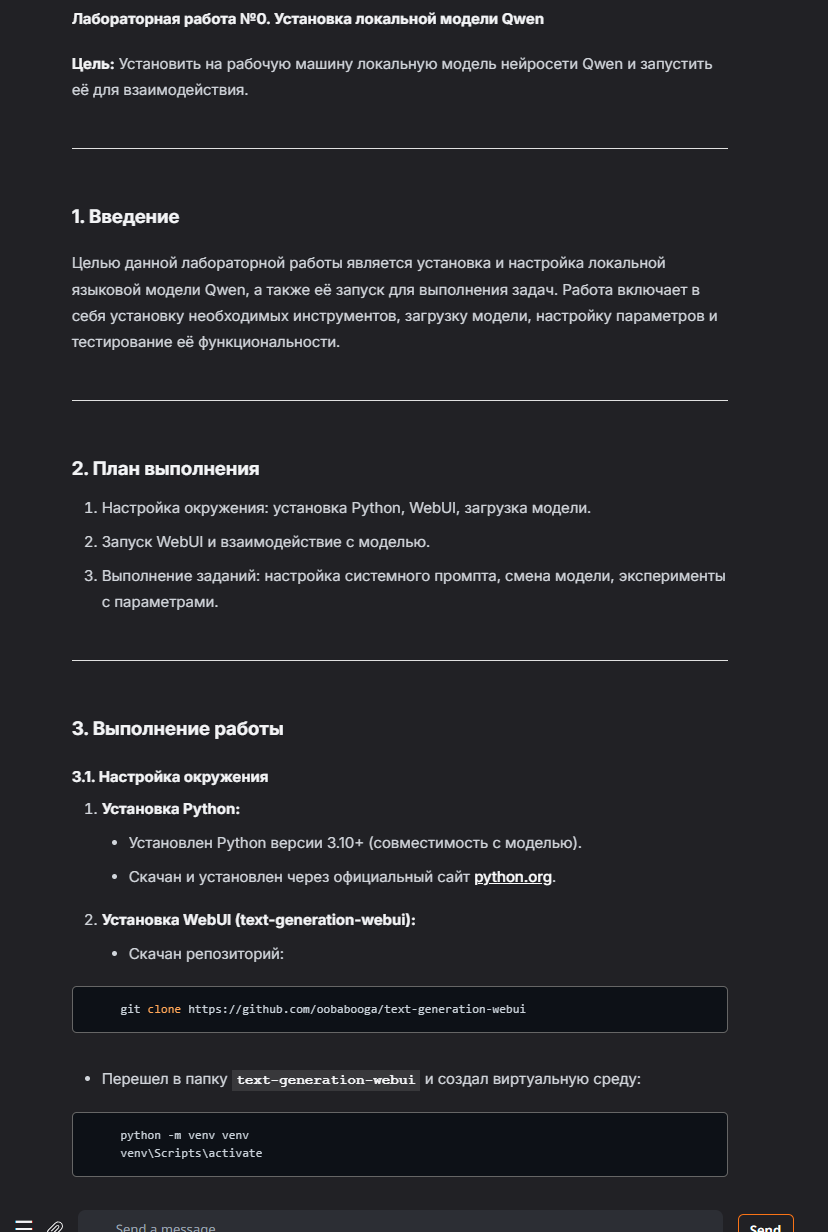 Лабораторная работа №0. Установка локальной модели Qwen
Цель: Установить на рабочую машину локальную модель нейросети Qwen и запустить
её для взаимодействия.
1. Введение
Целью данной лабораторной работы является установка и настройка локальной
языковой модели Qwen, а также её запуск для выполнения задач. Работа включает в
себя установку необходимых инструментов, загрузку модели, настройку параметров и
тестирование её функциональности.
2. План выполнения
1. Настройка окружения: установка Python, WebUI, загрузка модели.
2. Запуск WebUI и взаимодействие с моделью.
3. Выполнение заданий: настройка системного промпта, смена модели, эксперименты
с параметрами.
3. Выполнение работы
3.1. Настройка окружения
1. Установка Python:
• Установлен Python версии 3.10+ (совместимость с моделью).
• Скачан и установлен через официальный сайт python.org.
2. Установка WebUI (text-generation-webui):
• Скачан репозиторий:
git clone https://github.com/oobabooga/text-generation-webui
• Перешел в папку text-generation-webui и создал виртуальную среду:
python -m venv venv
venv\Scripts\activate
Send a message
Send